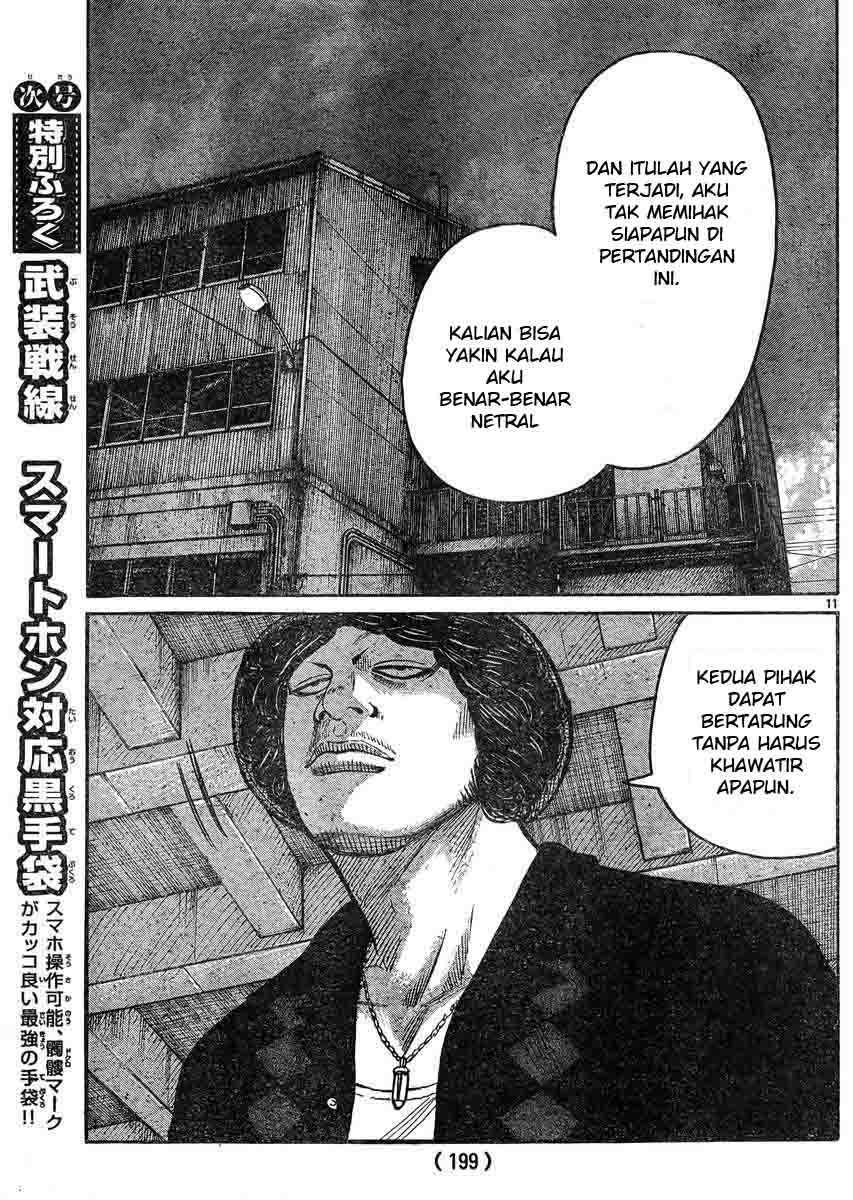 DAN ITULAH YANG
TERJADI, AKU
TAK MEMIHAK
SIAPAPUN DI
PERTANDINGAN
INI.
KALIAN BISA
YAKIN KALAU
AKU
BENAR-BENAR
NETRAL
11
KEDUA PIHAK
DAPAT
BERTARUNG
TANPA HARUS
KHAWATIR
APAPUN.
次号
特別ふろく
武装戦線 スマートホン対応黒手袋
スマホ操作可能、髑髏マーク
がカッコ良い最強の手袋!!
(199)